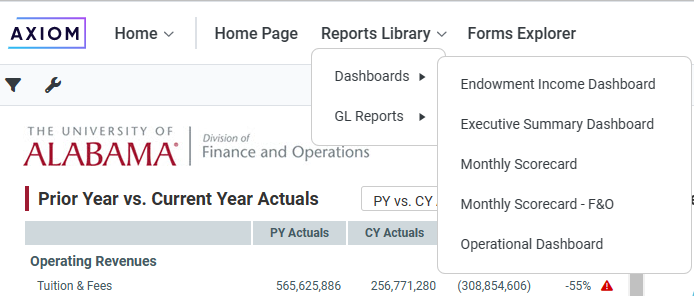 AXIOM Home Home Page Reports Library Forms Explorer
Dashboards
GL Reports
Endowment Income Dashboard
Executive Summary Dashboard
Monthly Scorecard
Monthly Scorecard - F&O
Operational Dashboard
THE UNIVERSITY OF
ALABAMA®
Division of
Finance and Operations
Prior Year vs. Current Year Actuals PY vs. CY
PY Actuals CY Actuals
Operating Revenues
Tuition & Fees 565,625,886 256,771,280 (308,854,606) -55%